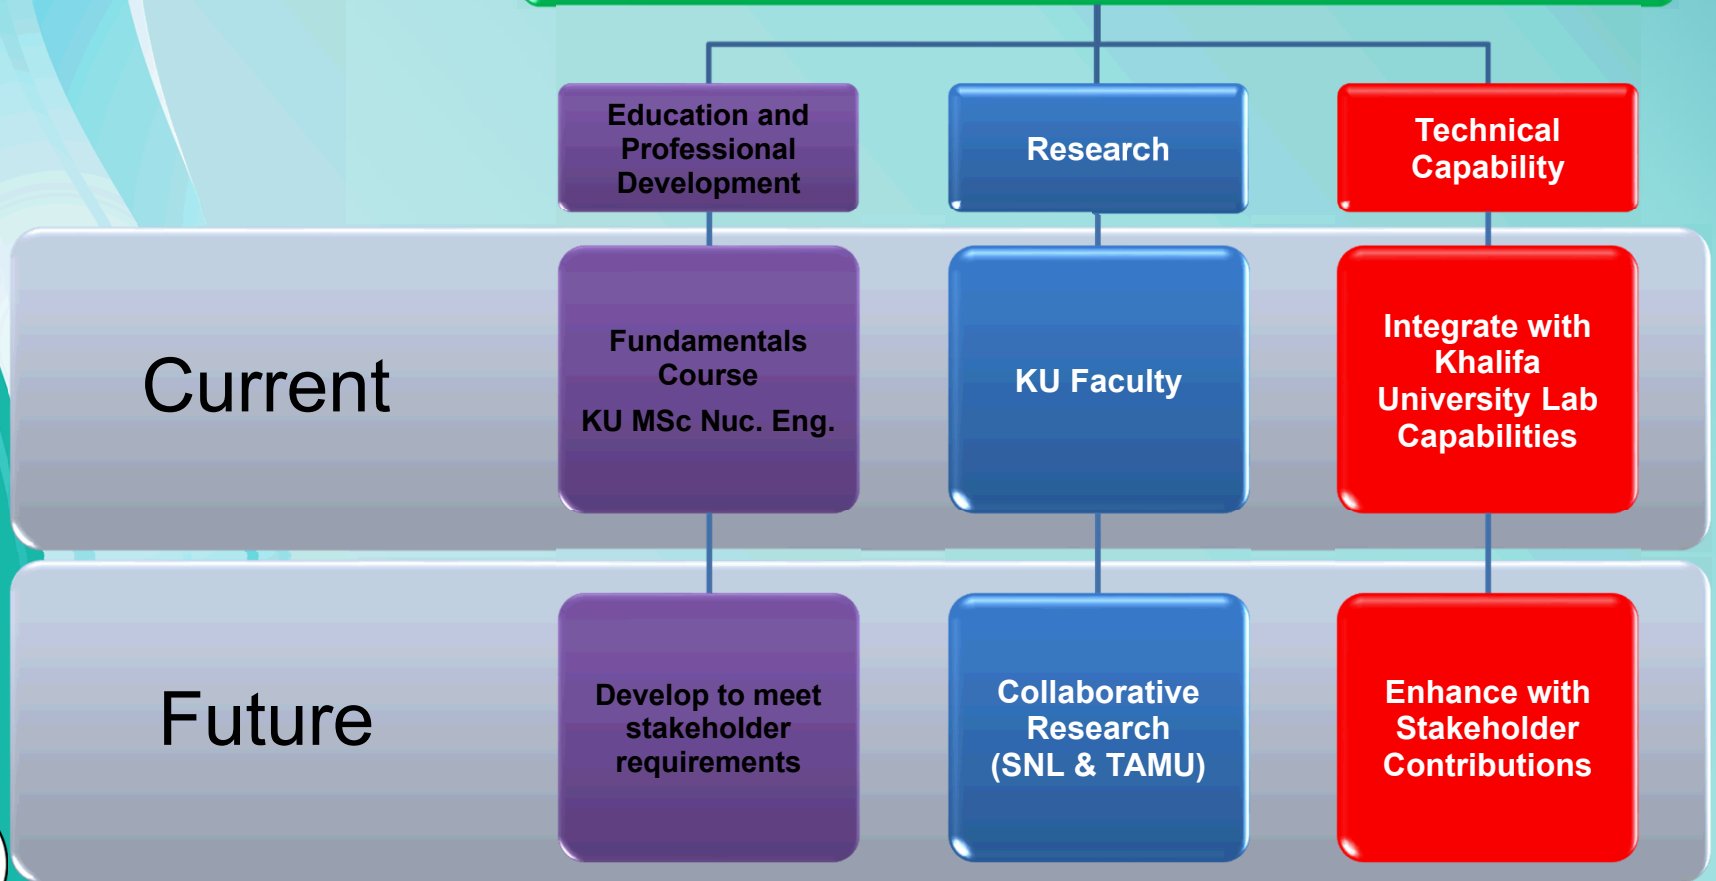 Education and
Professional
Development
Research
Technical
Capability
Current
Fundamentals
Course
KU MSc Nuc. Eng.
KU Faculty
Integrate with
Khalifa
University Lab
Capabilities
Future
Develop to meet
stakeholder
requirements
Collaborative
Research
(SNL & TAMU)
Enhance with
Stakeholder
Contributions